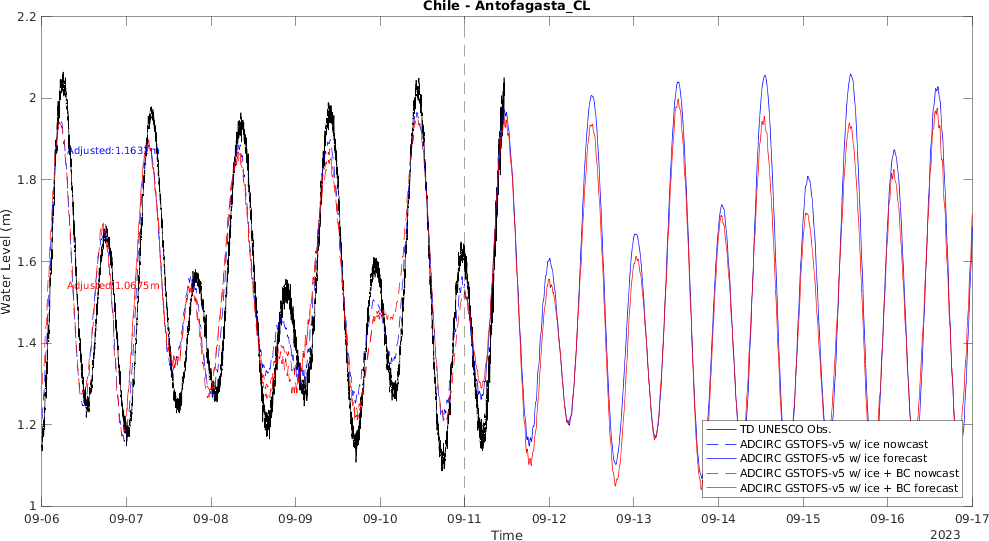 Chile - Antofagasta_CL
2.2
2
1.8
1.6
1.4
1.2
1
Water Level (m)
Adjusted:1.1631m
Adjusted:1.0675m
TD UNESCO Obs.
ADCIRC GSTOFS-v5 w/ ice nowcast
ADCIRC GSTOFS-v5 w/ ice forecast
ADCIRC GSTOFS-v5 w/ ice + BC nowcast
ADCIRC GSTOFS-v5 w/ ice + BC forecast
09-06 09-07 09-08 09-09 09-10 09-11 09-12 09-13 09-14 09-15 09-16 09-17
Time
2023